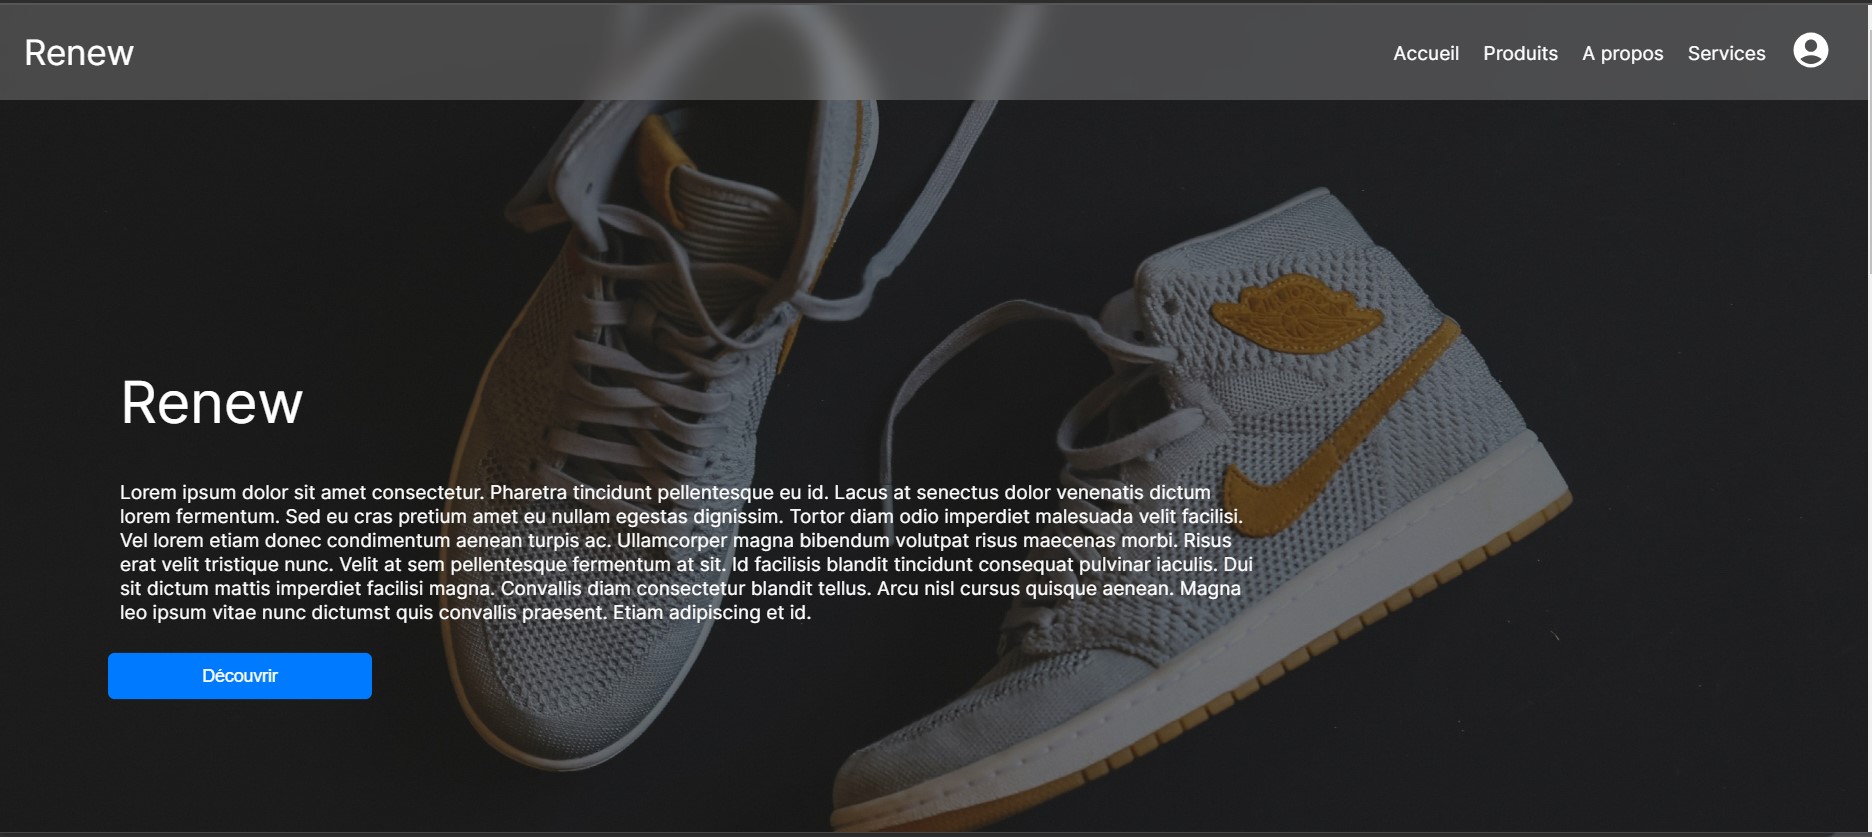 Renew
Accueil Produits A propos Services
Renew
Lorem ipsum dolor sit amet consectetur. Pharetra tincidunt pellentesque eu id. Lacus at senectus dolor venenatis dictum
lorem fermentum. Sed eu cras pretium amet eu nullam egestas dignissim. Tortor diam odio imperdiet malesuada velit facilisi.
Vel lorem etiam donec condimentum aenean turpis ac. Ullamcorper magna bibendum volutpat risus maecenas morbi. Risus
erat velit tristique nunc. Velit at sem pellentesque fermentum at sit. Id facilisis blandit tincidunt consequat pulvinar iaculis. Dui
sit dictum mattis imperdiet facilisi magna. Convallis diam consectetur blandit tellus. Arcu nisl cursus quisque aenean. Magna
leo ipsum vitae nunc dictumst quis convallis praesent. Etiam adipiscing et id.
Découvrir